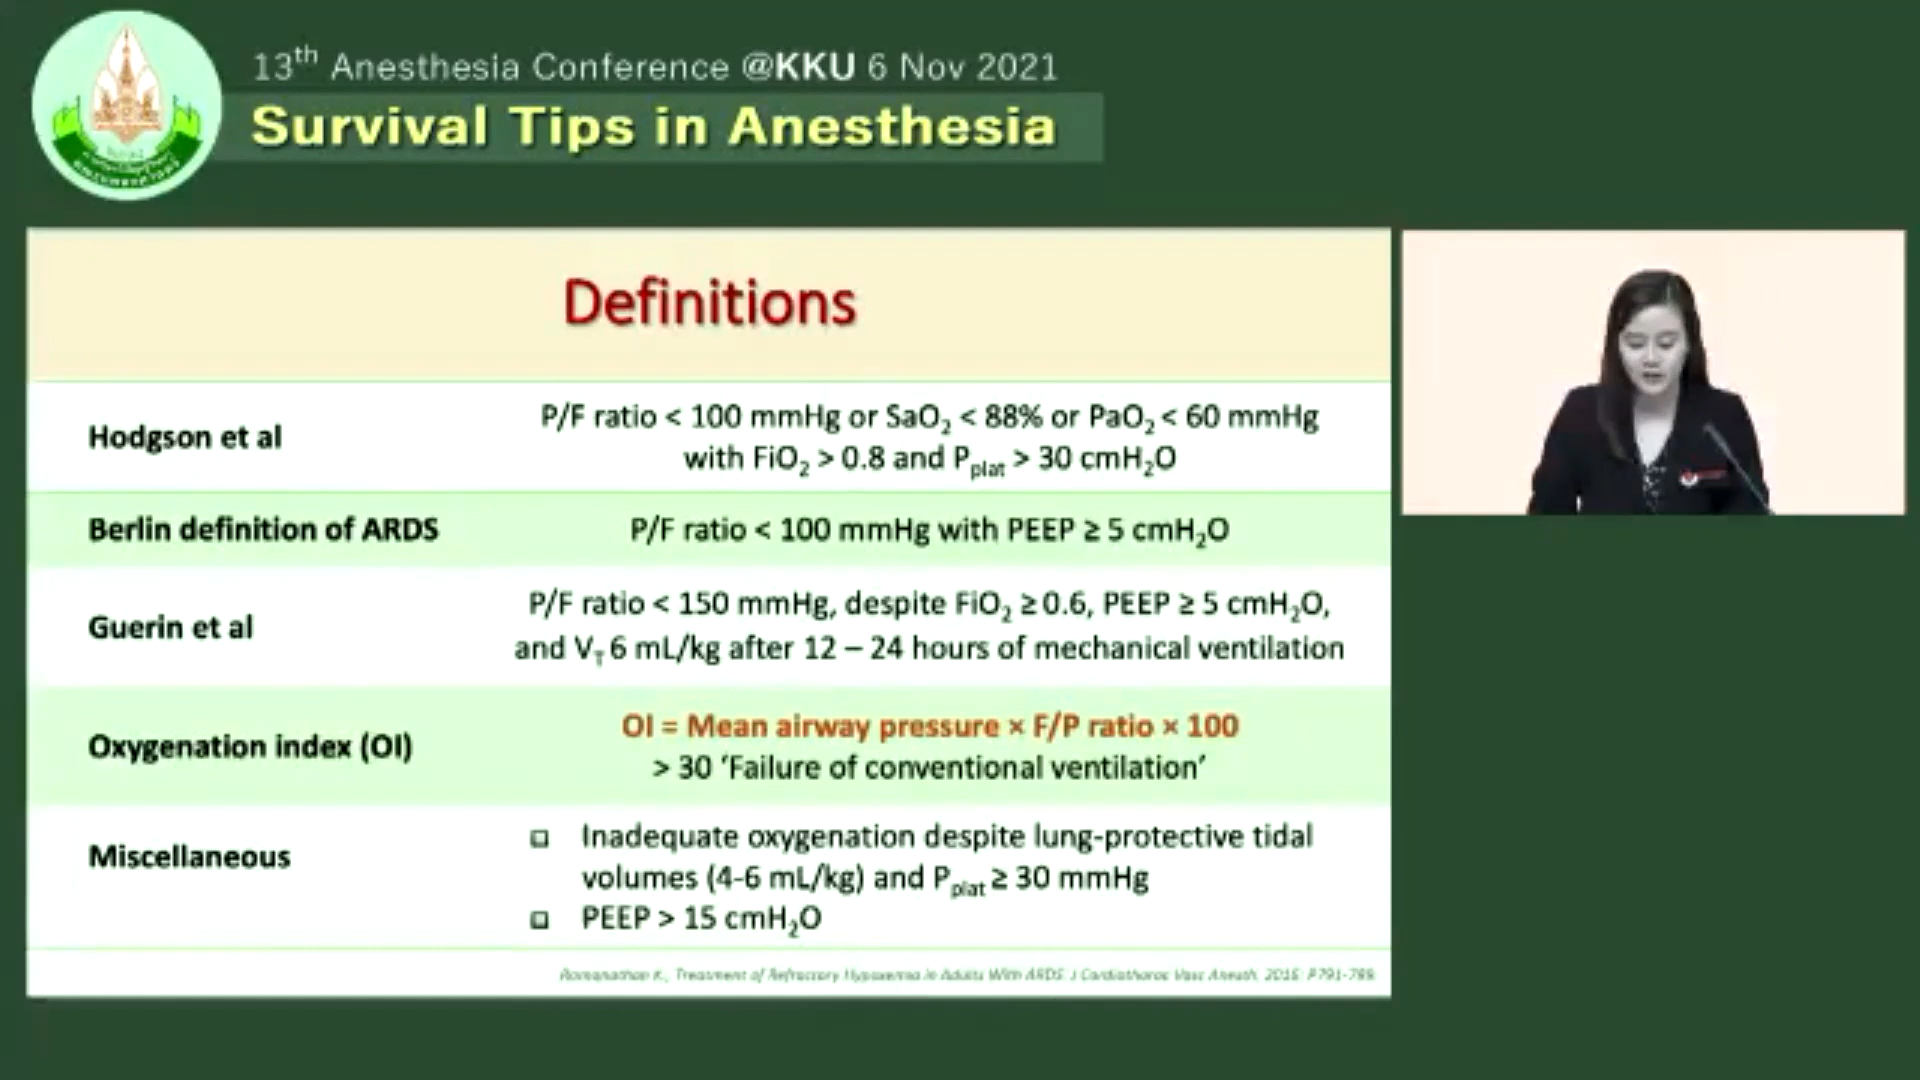 13th Anesthesia Conference @KKU 6 Nov 2021
Survival Tips in Anesthesia
Definitions
Hodgson et al
P/F ratio < 100 mmHg or SaO₂ < 88% or PaO₂ < 60 mmHg
with FiO₂ > 0.8 and Pplat > 30 cmH₂O
Berlin definition of ARDS
P/F ratio < 100 mmHg with PEEP ≥ 5 cmH₂O
Guerin et al
P/F ratio < 150 mmHg, despite FiO₂ ≥ 0.6, PEEP ≥ 5 cmH₂O,
and VT 6 mL/kg after 12 – 24 hours of mechanical ventilation
Oxygenation index (OI)
OI = Mean airway pressure × F/P ratio × 100
> 30 ‘Failure of conventional ventilation’
Miscellaneous
Inadequate oxygenation despite lung-protective tidal
volumes (4-6 mL/kg) and Pplat ≥ 30 mmHg
PEEP > 15 cmH₂O
K., Treatment of Refractory Hypoxemia in Adults With ARDS. J Cardiothorac Vasc Anesth. P791-